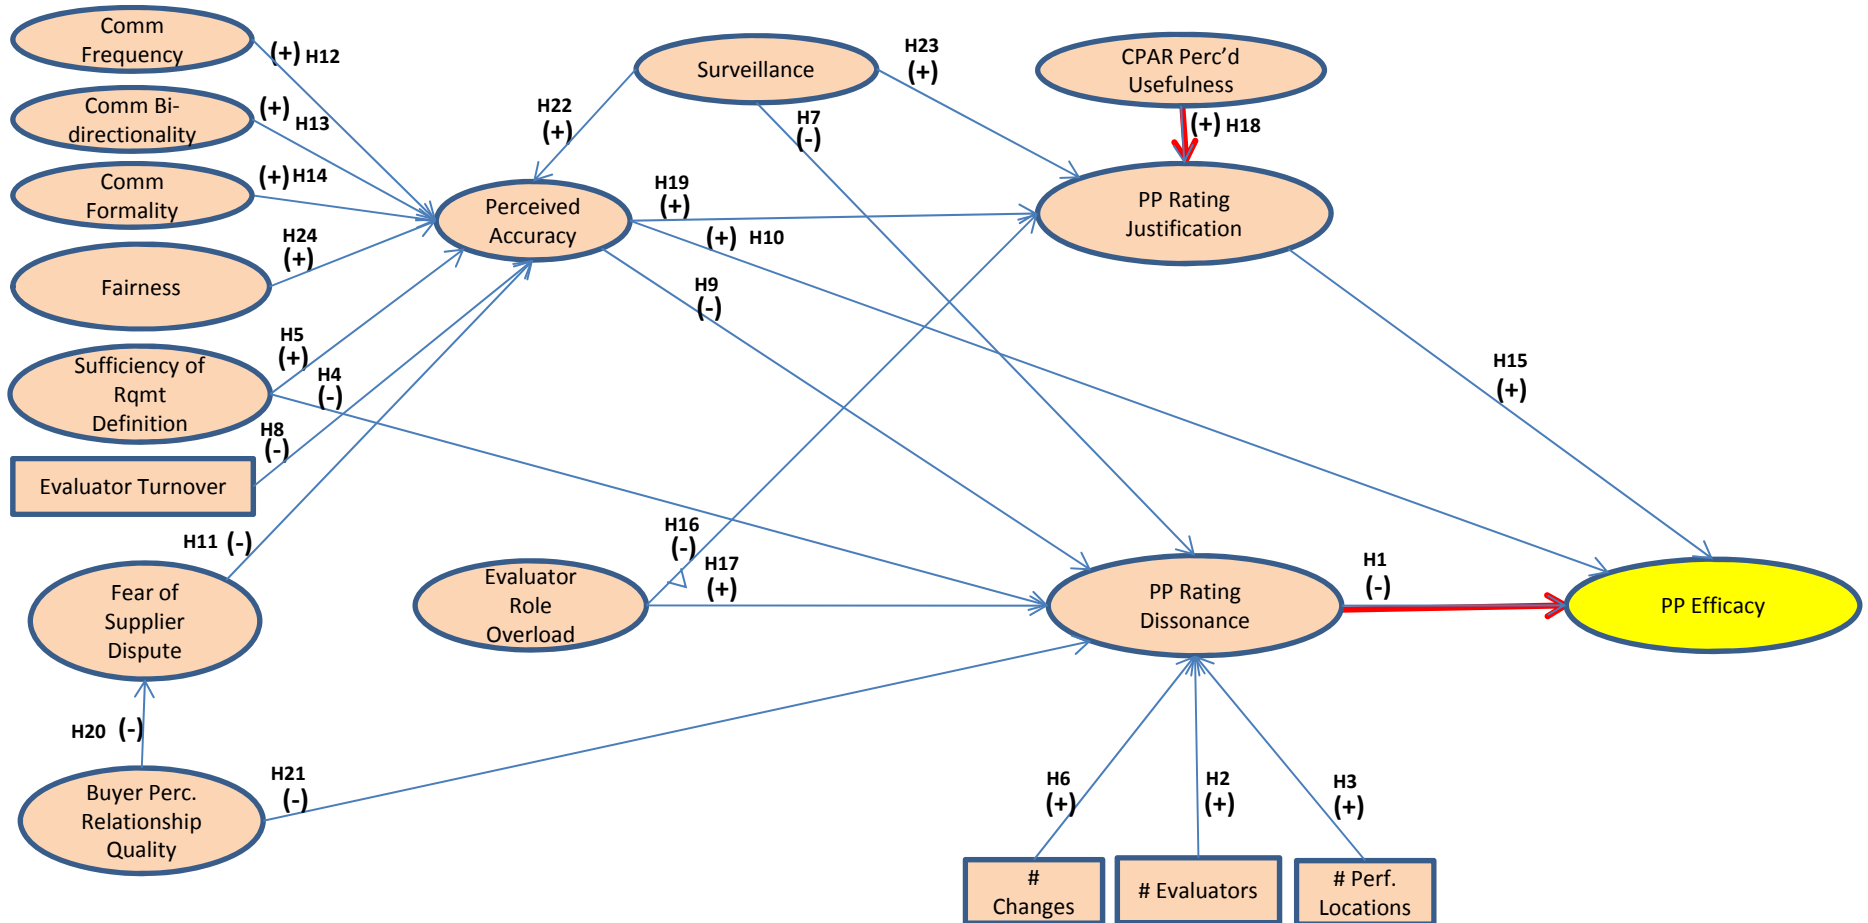 Comm
Frequency
(+) H12
Comm Bi-
directionality
(+)
H13
Comm
Formality
(+) H14
Fairness
H24
(+)
Sufficiency of
Rqmt
Definition
H5
(+)
H4
(-)
Evaluator Turnover
H8
(-)
Fear of
Supplier
Dispute
H11 (-)
H20 (-)
Buyer Perc.
Relationship
Quality
H21
(-)
Surveillance
H22
(+)
H7
(-)
H23
(+)
CPAR Perc’d
Usefulness
(+) H18
Perceived
Accuracy
H19
(+)
(+) H10
H9
(-)
PP Rating
Justification
H15
(+)
Evaluator
Role
Overload
H16
(-)
H17
(+)
PP Rating
Dissonance
H1
(-)
PP Efficacy
H6
(+)
H2
(+)
H3
(+)
#
Changes
# Evaluators
# Perf.
Locations